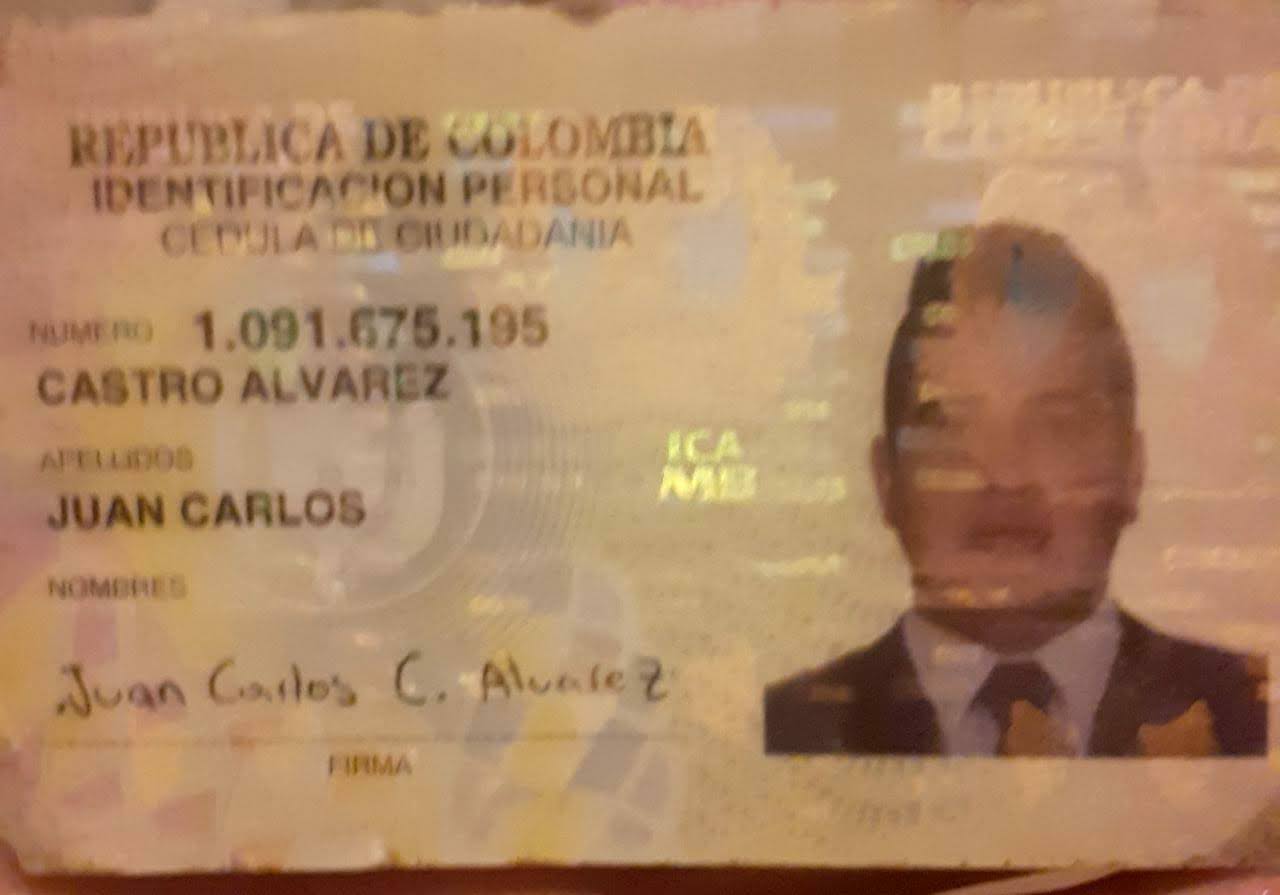 REPUBLICA DE COLOMBIA
IDENTIFICACION PERSONAL
CEDULA DE CIUDADANIA
NUMERO 1.091.675.195
CASTRO ALVAREZ
APELLIDOS
JUAN CARLOS
NOMBRES
Juan Carlos C. Alvarez
FIRMA
ICA
MB